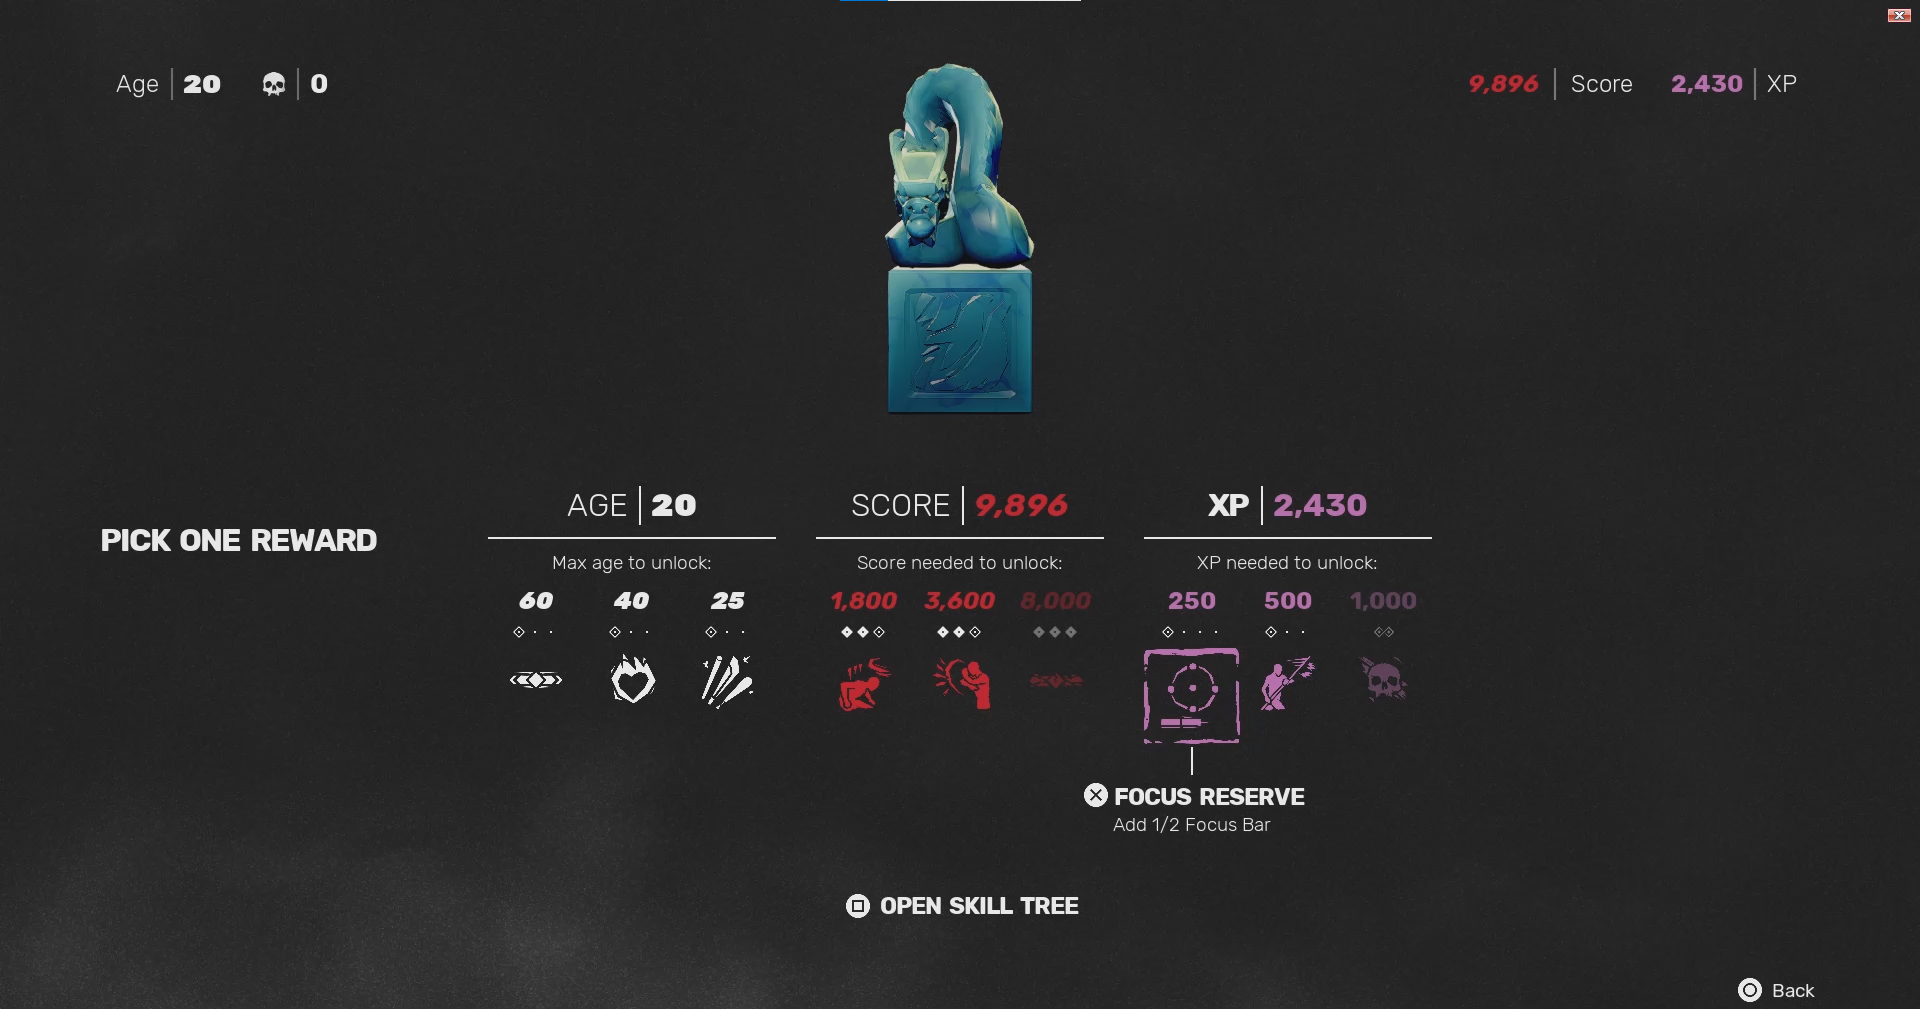 Age 20 0
9,896 Score 2,430 XP
PICK ONE REWARD
AGE 20
Max age to unlock:
60 40 25
SCORE 9,896
Score needed to unlock:
1,800 3,600 8,000
XP 2,430
XP needed to unlock:
250 500 1,000
FOCUS RESERVE
Add 1/2 Focus Bar
OPEN SKILL TREE
Back